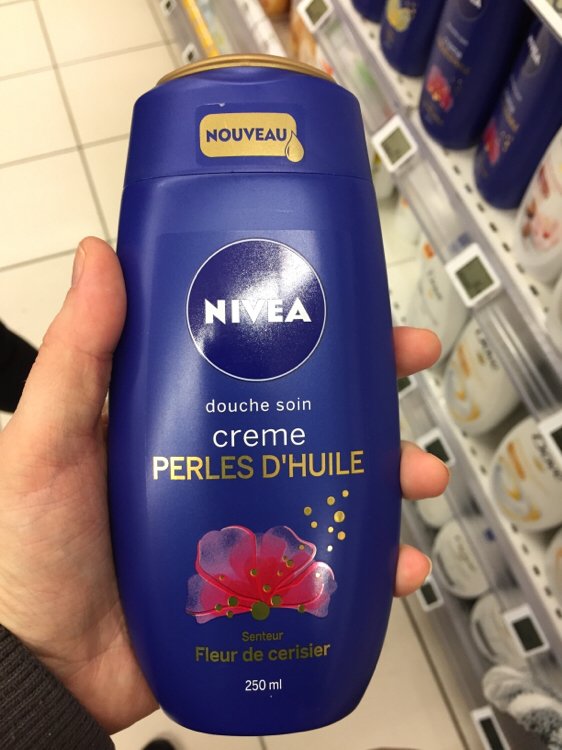 NOUVEAU
NIVEA
douche soin
creme
PERLES D'HUILE
Senteur
Fleur de cerisier
250 ml